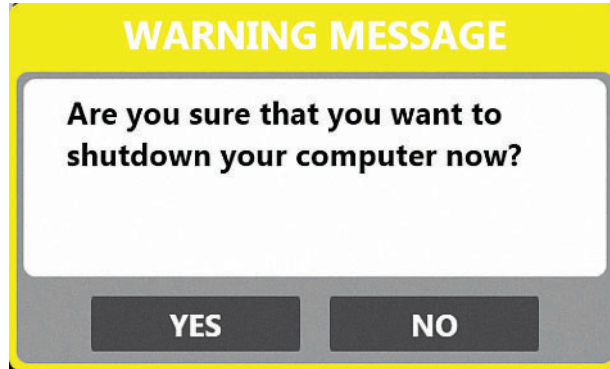 WARNING MESSAGE
Are you sure that you want to
shutdown your computer now?
YES
NO